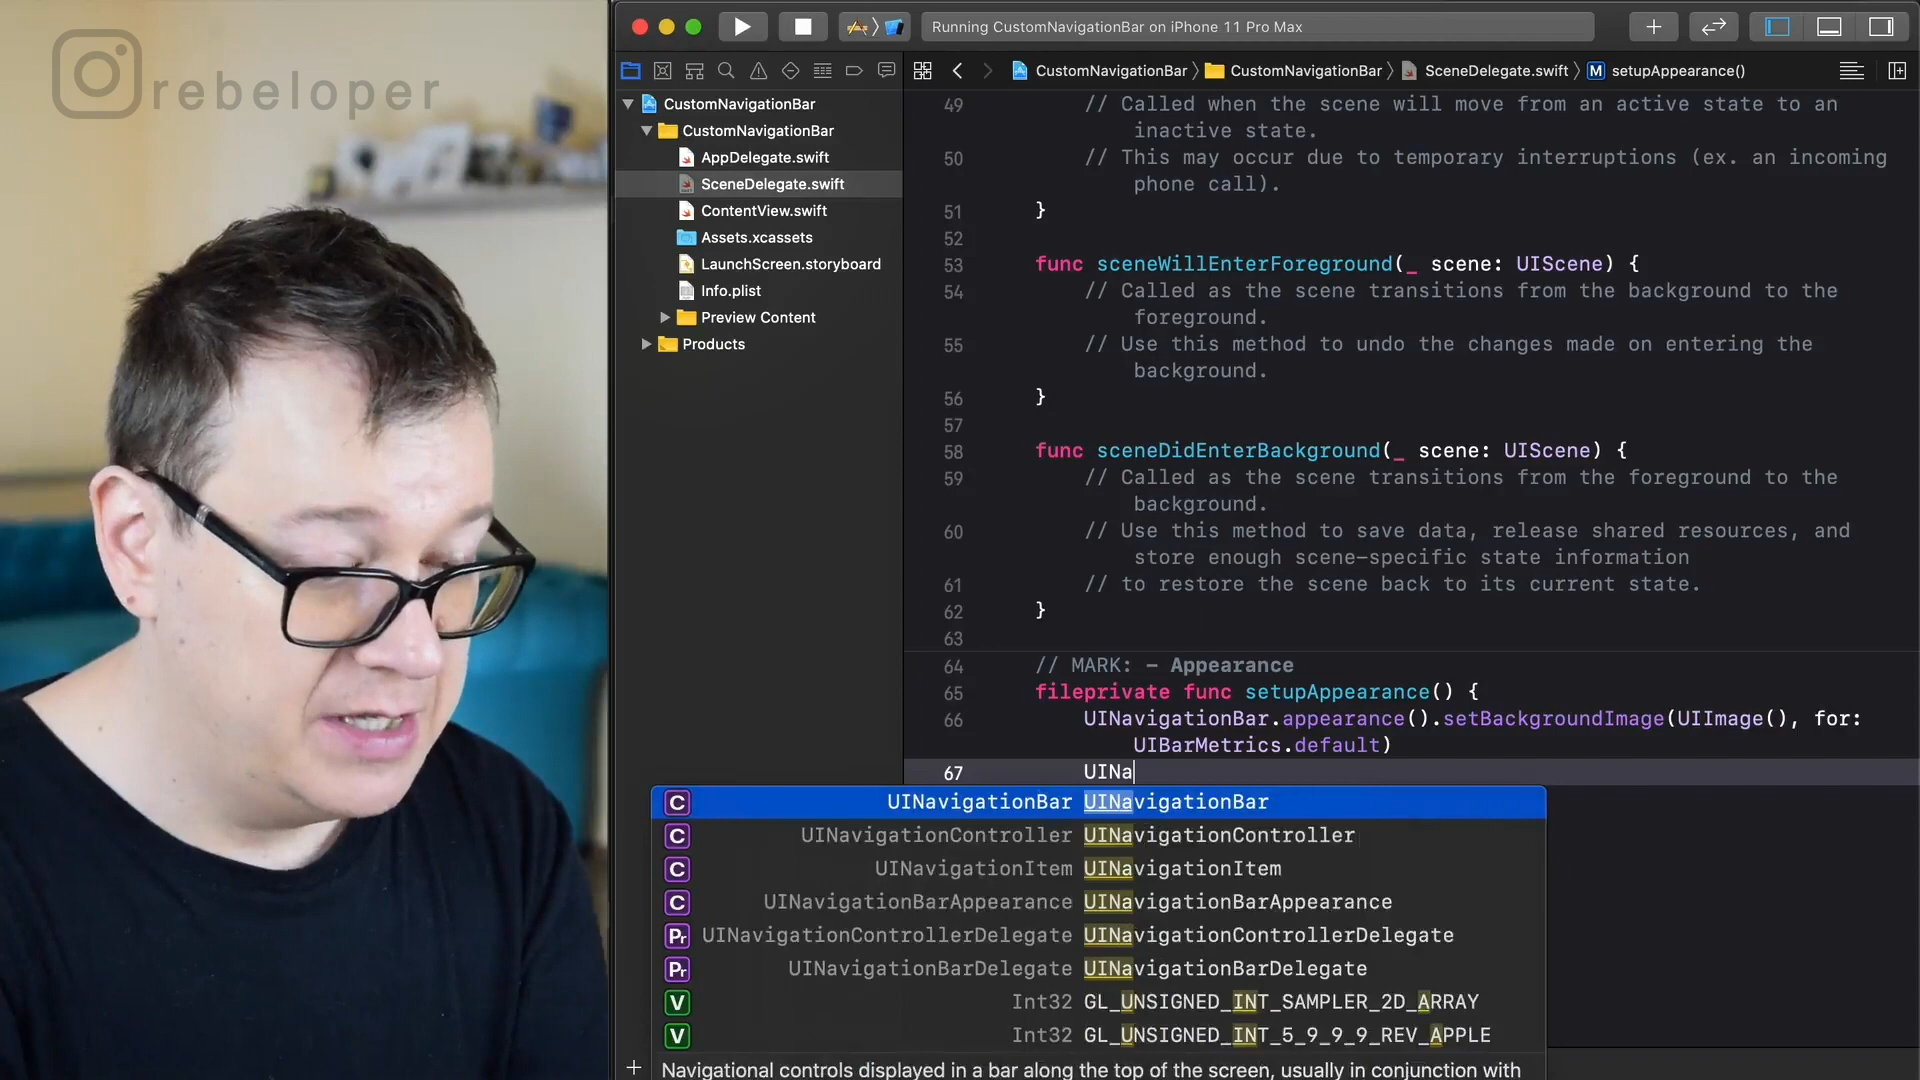 rebeloper
Running CustomNavigationBar on iPhone 11 Pro Max
CustomNavigationBar
CustomNavigationBar
SceneDelegate.swift
M
setupAppearance()
CustomNavigationBar
CustomNavigationBar
AppDelegate.swift
SceneDelegate.swift
ContentView.swift
Assets.xcassets
LaunchScreen.storyboard
Info.plist
Preview Content
Products
49 // Called when the scene will move from an active state to an
inactive state.
50 // This may occur due to temporary interruptions (ex. an incoming
phone call).
51 }
52
53 func sceneWillEnterForeground(_ scene: UIScene) {
54 // Called as the scene transitions from the background to the
foreground.
55 // Use this method to undo the changes made on entering the
background.
56 }
57
58 func sceneDidEnterBackground(_ scene: UIScene) {
59 // Called as the scene transitions from the foreground to the
background.
60 // Use this method to save data, release shared resources, and
store enough scene-specific state information
61 // to restore the scene back to its current state.
62 }
63
64 // MARK: - Appearance
65 fileprivate func setupAppearance() {
66 UINavigationBar.appearance().setBackgroundImage(UIImage(), for:
UIBarMetrics.default)
67 UINa
C UINavigationBar UINavigationBar
C UINavigationController UINavigationController
C UINavigationItem UINavigationItem
C UINavigationBarAppearance UINavigationBarAppearance
Pr UINavigationControllerDelegate UINavigationControllerDelegate
Pr UINavigationBarDelegate UINavigationBarDelegate
V Int32 GL_UNSIGNED_INT_SAMPLER_2D_ARRAY
V Int32 GL_UNSIGNED_INT_5_9_9_9_REV_APPLE
Navigational controls displayed in a bar along the top of the screen, usually in conjunction with